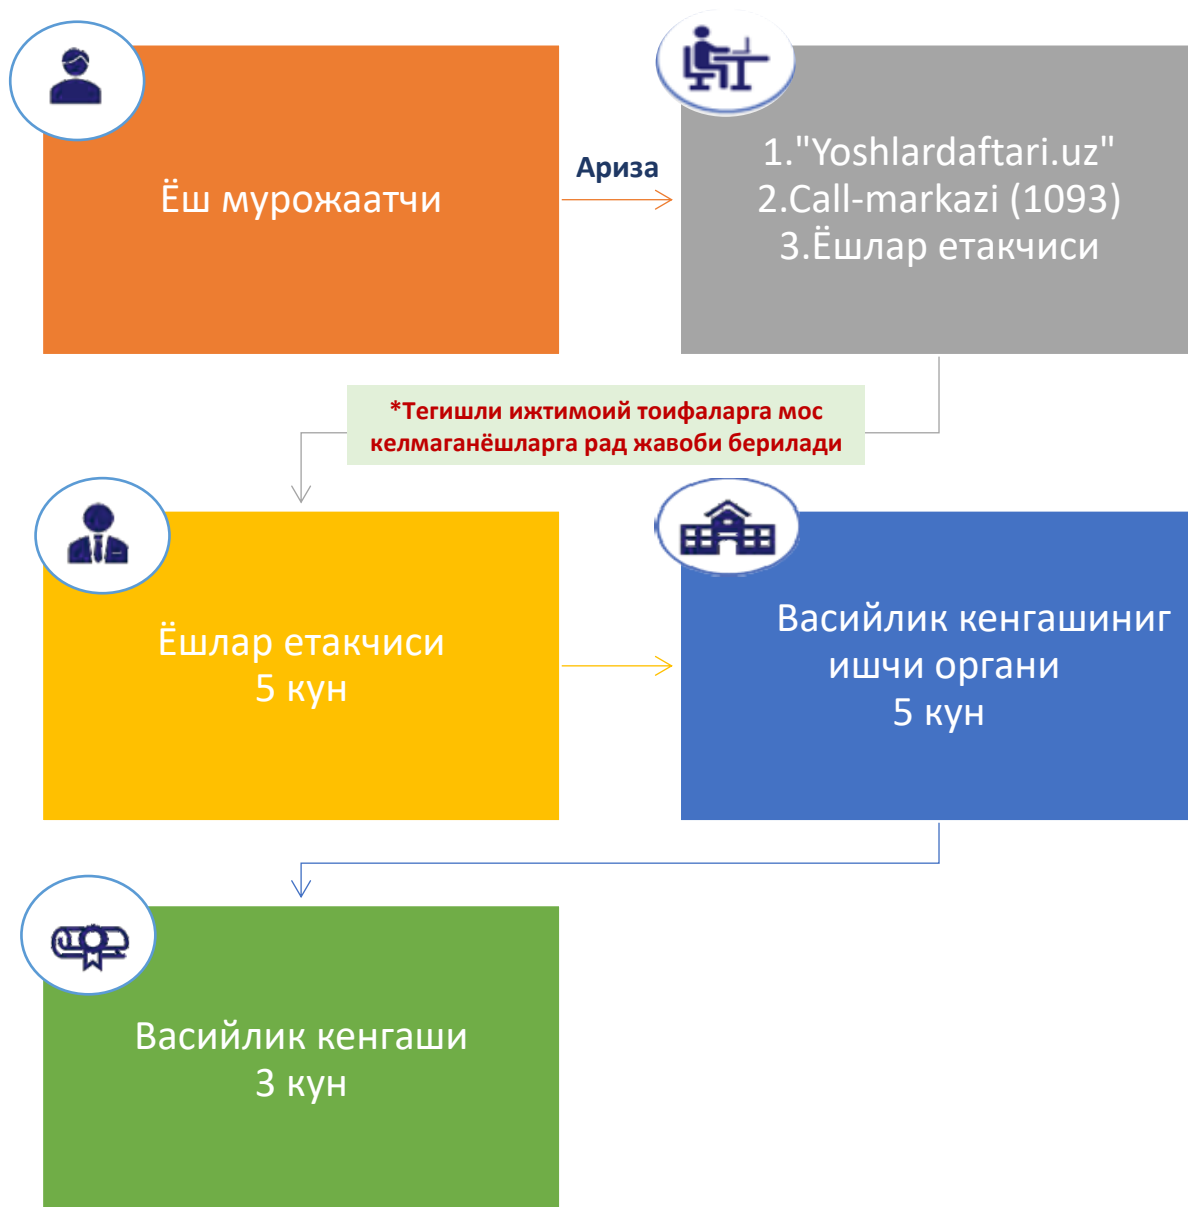 Ёш мурожаатчи
Ариза
1."Yoshlardaftari.uz"
2.Call-markazi (1093)
3.Ёшлар етакчиси
*Тегишли ижтимоий тоифаларга мос
келмаганёшларга рад жавоби берилади
Ёшлар етакчиси
5 кун
Васийлик кенгашиниг
ишчи органи
5 кун
Васийлик кенгаши
3 кун